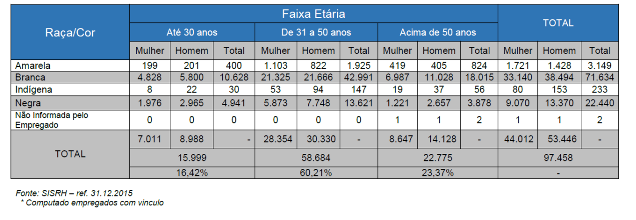 Raça/Cor Faixa Etária TOTAL
Até 30 anos De 31 a 50 anos Acima de 50 anos
Mulher Homem Total Mulher Homem Total Mulher Homem Total Mulher Homem Total
Amarela 199 201 400 1.103 822 1.925 419 405 824 1.721 1.428 3.149
Branca 4.828 5.800 10.628 21.325 21.666 42.991 6.987 11.028 18.015 33.140 38.494 71.634
Indígena 8 22 30 53 94 147 19 37 56 80 153 233
Negra 1.976 2.965 4.941 5.873 7.748 13.621 1.221 2.657 3.878 9.070 13.370 22.440
Não Informada pelo
Empregado 0 0 0 0 0 0 1 1 2 1 1 2
TOTAL 7.011 8.988 - 28.354 30.330 - 8.647 14.128 - 44.012 53.446 -
15.999 58.684 22.775 97.458
16,42% 60,21% 23,37% -
Fonte: SISRH – ref. 31.12.2015
* Computado empregados com vinculo